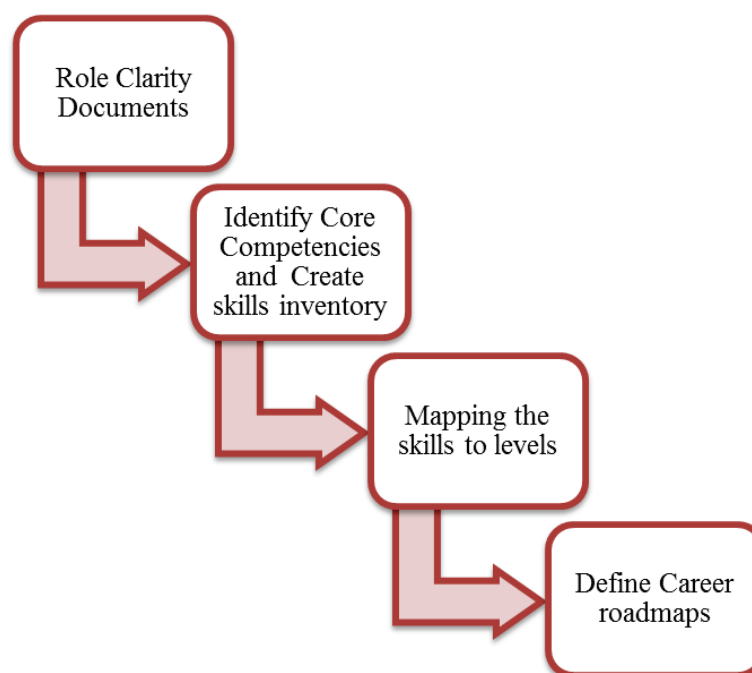 Role Clarity
Documents
Identify Core
Competencies
and Create
skills inventory
Mapping the
skills to levels
Define Career
roadmaps